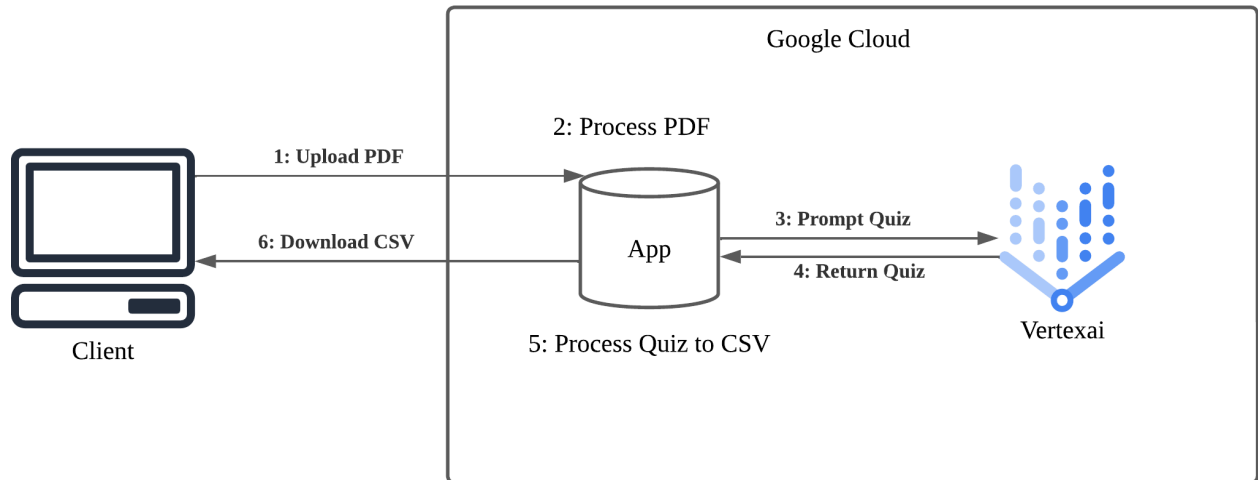 Google Cloud
2: Process PDF
1: Upload PDF
3: Prompt Quiz
6: Download CSV
App
4: Return Quiz
Vertexai
5: Process Quiz to CSV
Client